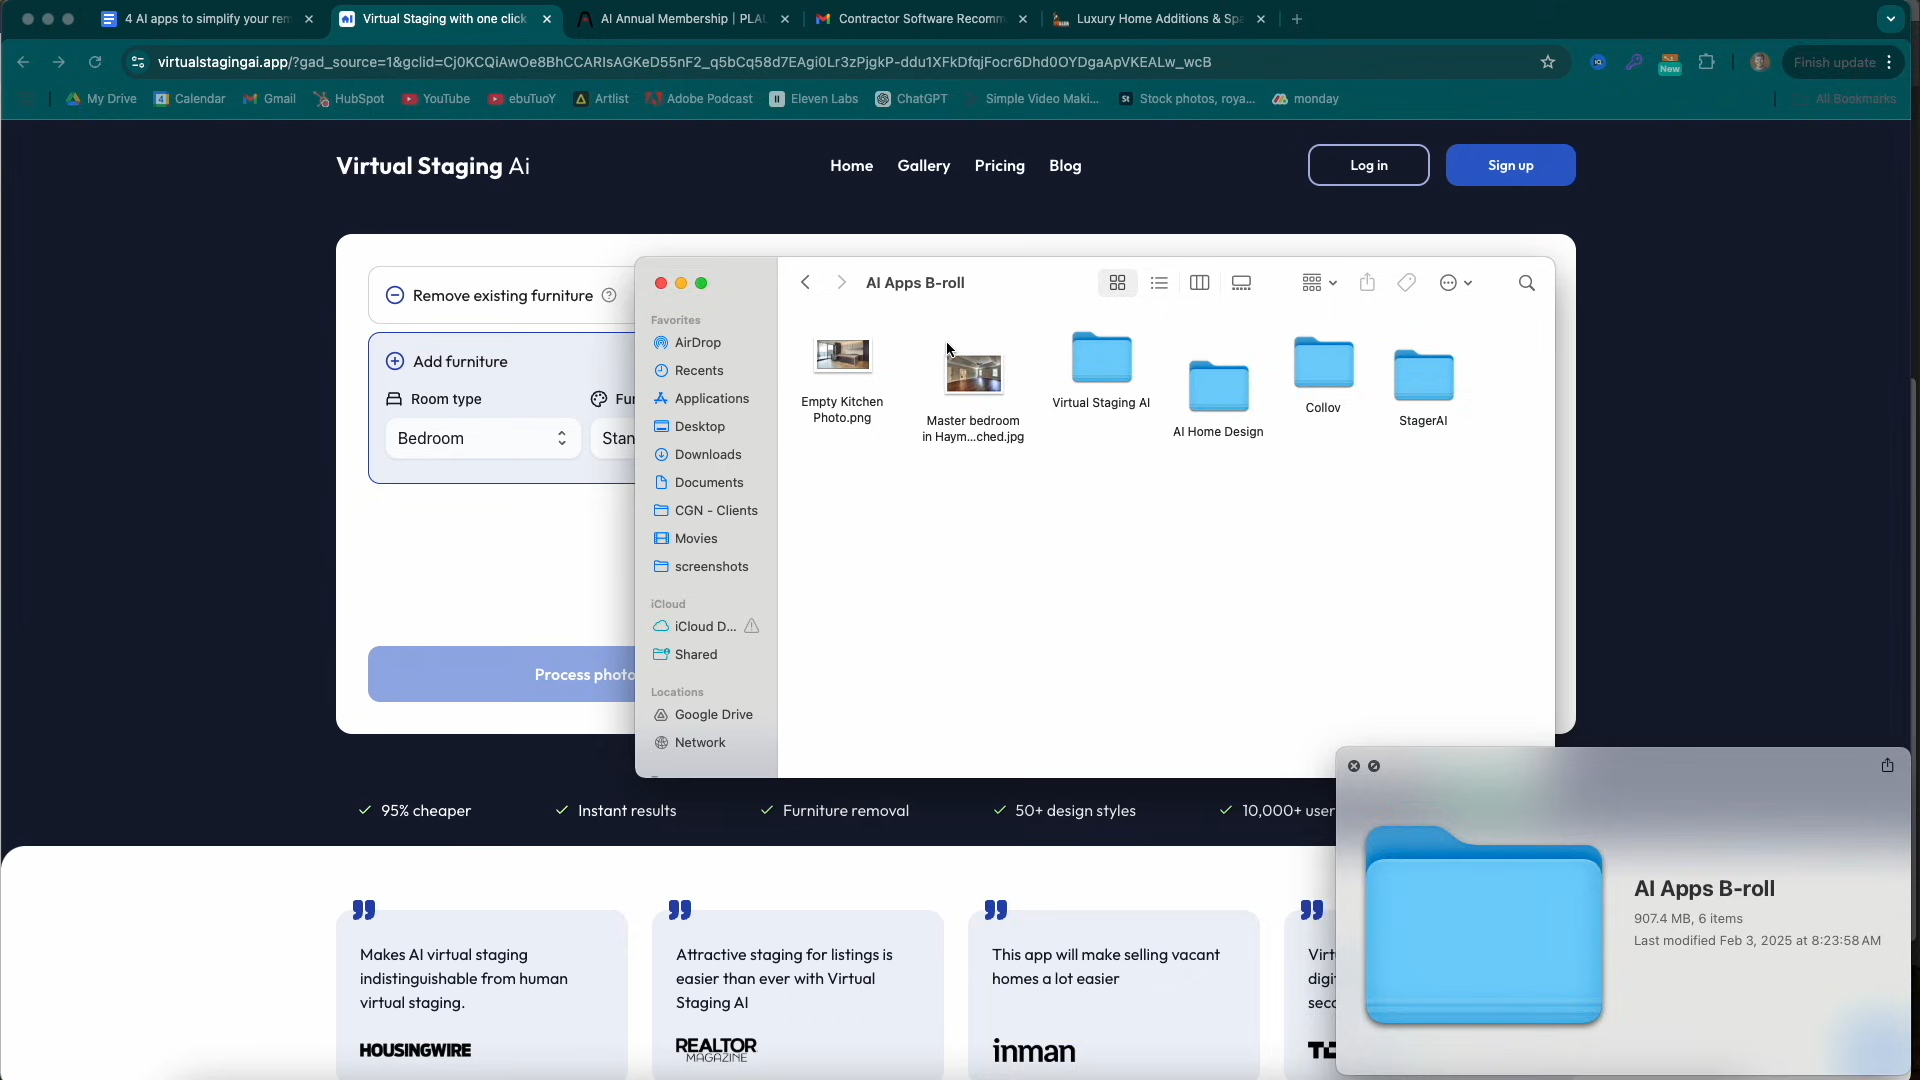 4 AI apps to simplify your rem
Virtual Staging with one click
AI Annual Membership | PLAU
Contractor Software Recomm
Luxury Home Additions & Spa
virtualstagingai.app/?gad_source=1&gclid=Cj0KCQiAwOe8BhCCARIsAGKeD55nF2_q5bCq58d7EAgi0Lr3zPjgkP-ddu1XFkDfqjFocr6Dhd0OYDgaApVKEALw_wcB
New
Finish update
My Drive
Calendar
Gmail
HubSpot
YouTube
ebuTuoY
Artlist
Adobe Podcast
Eleven Labs
ChatGPT
Simple Video Maki...
Stock photos, roya...
monday
All Bookmarks
Virtual Staging Ai
Home
Gallery
Pricing
Blog
Log in
Sign up
Remove existing furniture
Add furniture
Room type
Fur
Bedroom
Stan
Process photo
AI Apps B-roll
Favorites
AirDrop
Recents
Applications
Desktop
Downloads
Documents
CGN - Clients
Movies
screenshots
iCloud
iCloud D...
Shared
Locations
Google Drive
Network
Empty Kitchen
Photo.png
Master bedroom
in Haym...ched.jpg
Virtual Staging AI
AI Home Design
Collov
StagerAI
95% cheaper
Instant results
Furniture removal
50+ design styles
10,000+ user
AI Apps B-roll
907.4 MB, 6 items
Last modified Feb 3, 2025 at 8:23:58 AM
Makes AI virtual staging
indistinguishable from human
virtual staging.
HOUSINGWIRE
Attractive staging for listings is
easier than ever with Virtual
Staging AI
REALTOR
MAGAZINE
This app will make selling vacant
homes a lot easier
inman
Virt
digi
seco